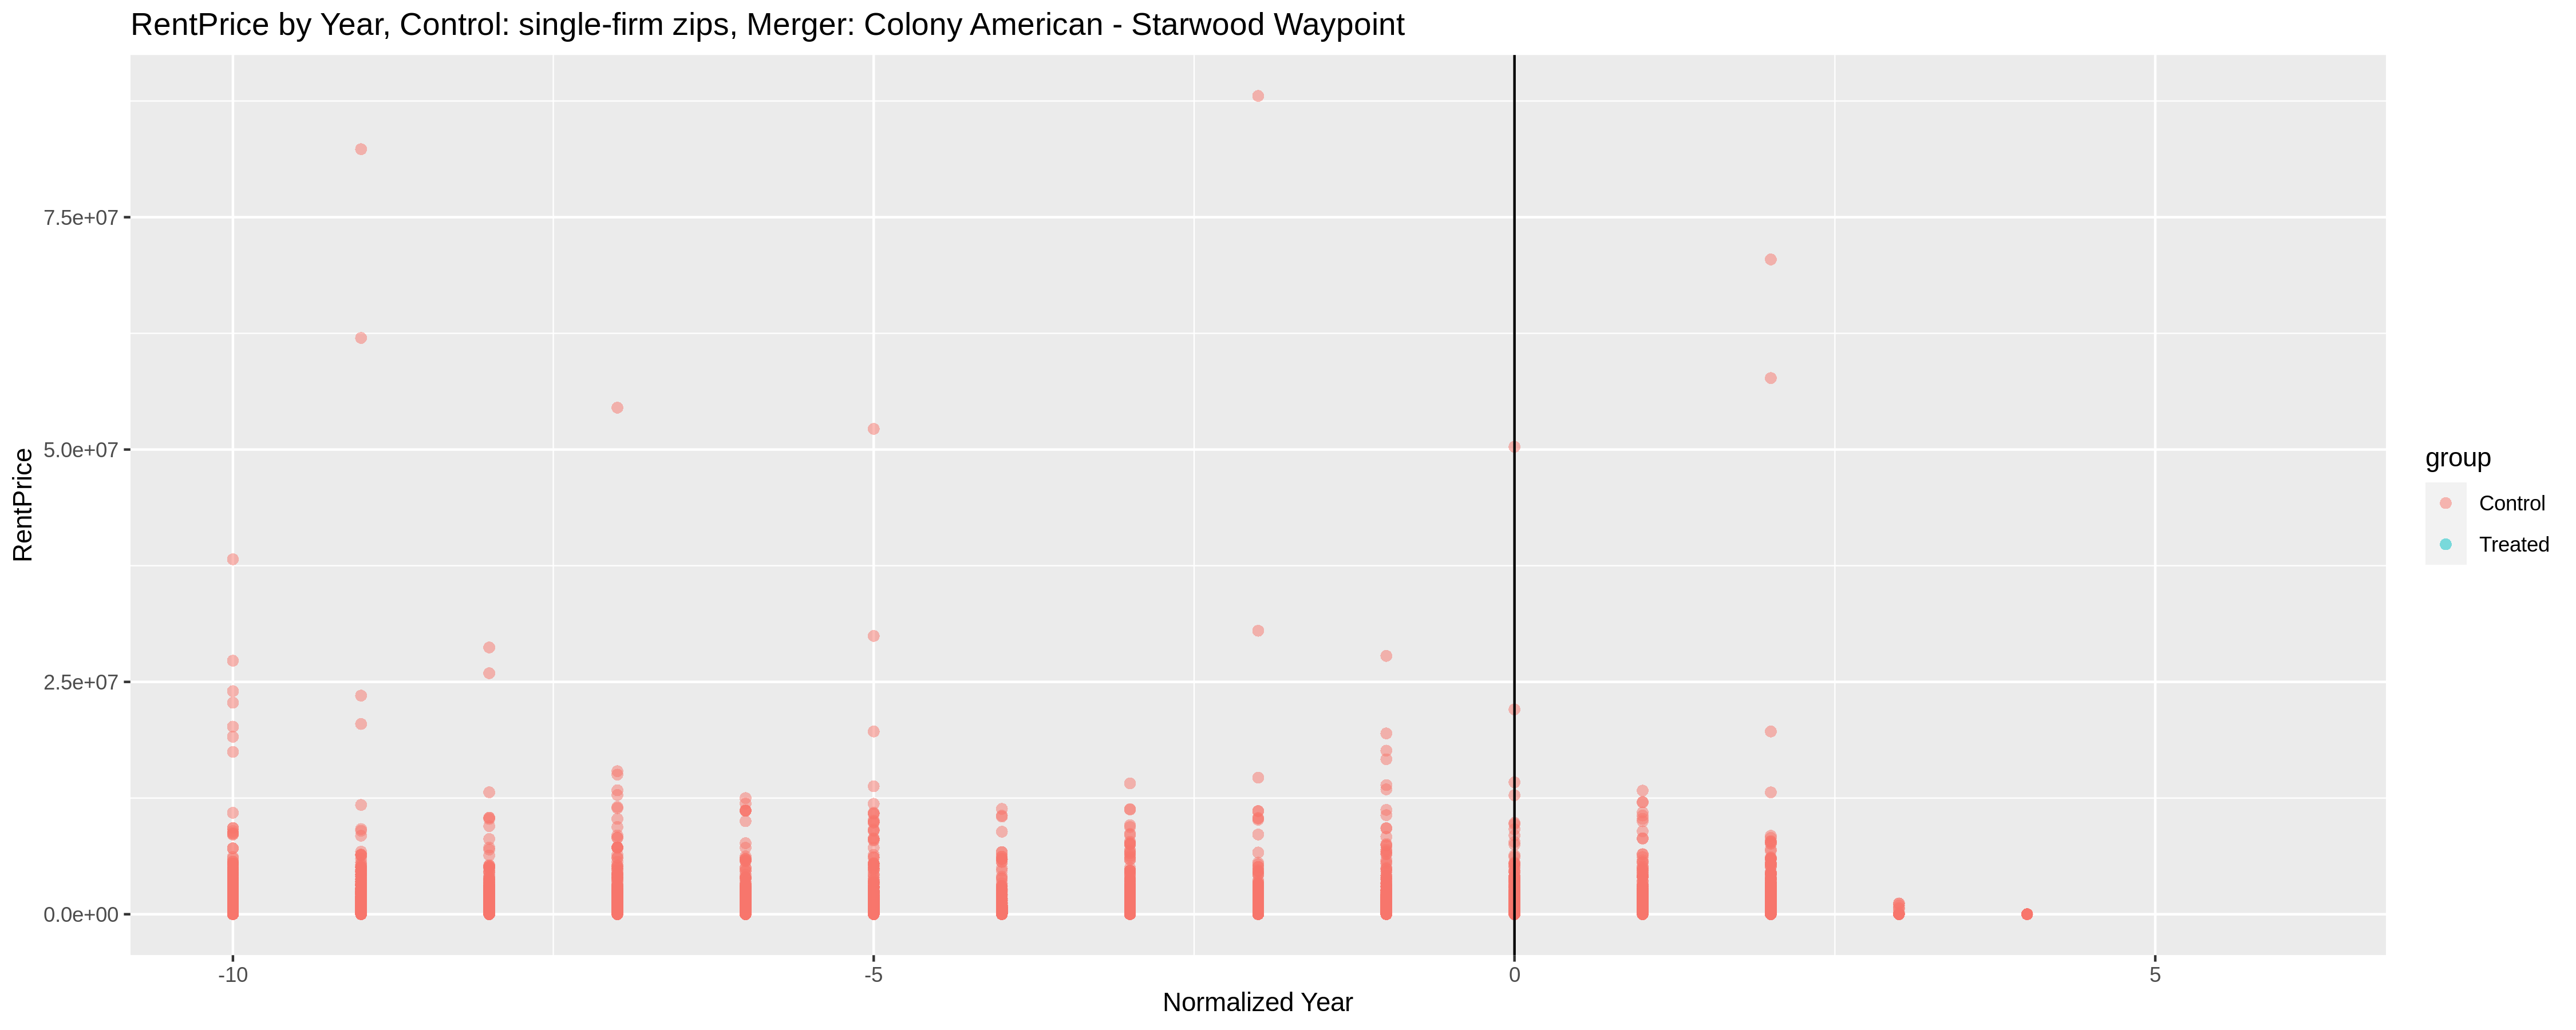 RentPrice by Year, Control: single-firm zips, Merger: Colony American - Starwood Waypoint
RentPrice
7.5e+07
5.0e+07
2.5e+07
0.0e+00
-10
-5
0
5
Normalized Year
group
Control
Treated